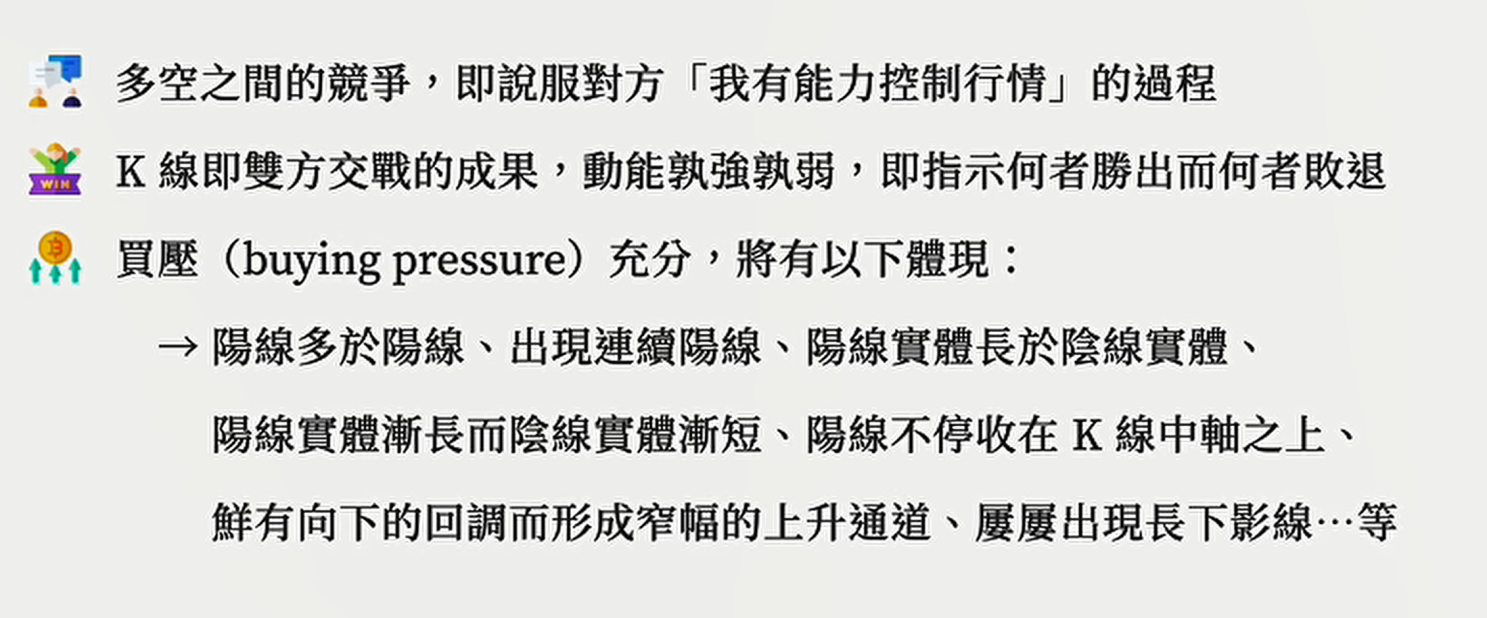 多空之間的競爭，即說服對方「我有能力控制行情」的過程
WIN
K 線即雙方交戰的成果，動能孰強孰弱，即指示何者勝出而何者敗退
買壓（buying pressure）充分，將有以下體現：
→ 陽線多於陽線、出現連續陽線、陽線實體長於陰線實體、
陽線實體漸長而陰線實體漸短、陽線不停收在 K 線中軸之上、
鮮有向下的回調而形成窄幅的上升通道、屢屢出現長下影線…等